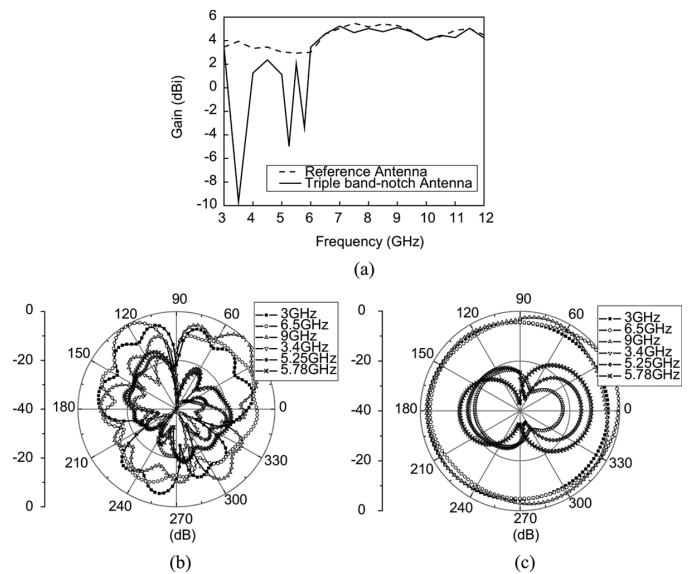 6
4
2
0
-2
-4
-6
-8
-10
Gain (dBi)
Reference Antenna
Triple band-notch Antenna
3 4 5 6 7 8 9 10 11 12
Frequency (GHz)
(a)
0
-20
-40
-20
0
90
120 60
150
180 0
210 330
240 300
270
(dB)
3GHz
6.5GHz
9GHz
3.4GHz
5.25GHz
5.78GHz
(b)
0
-20
-40
-20
0
90
120 60
150
180 0
210 330
240 300
270
(dB)
3GHz
6.5GHz
9GHz
3.4GHz
5.25GHz
5.78GHz
(c)